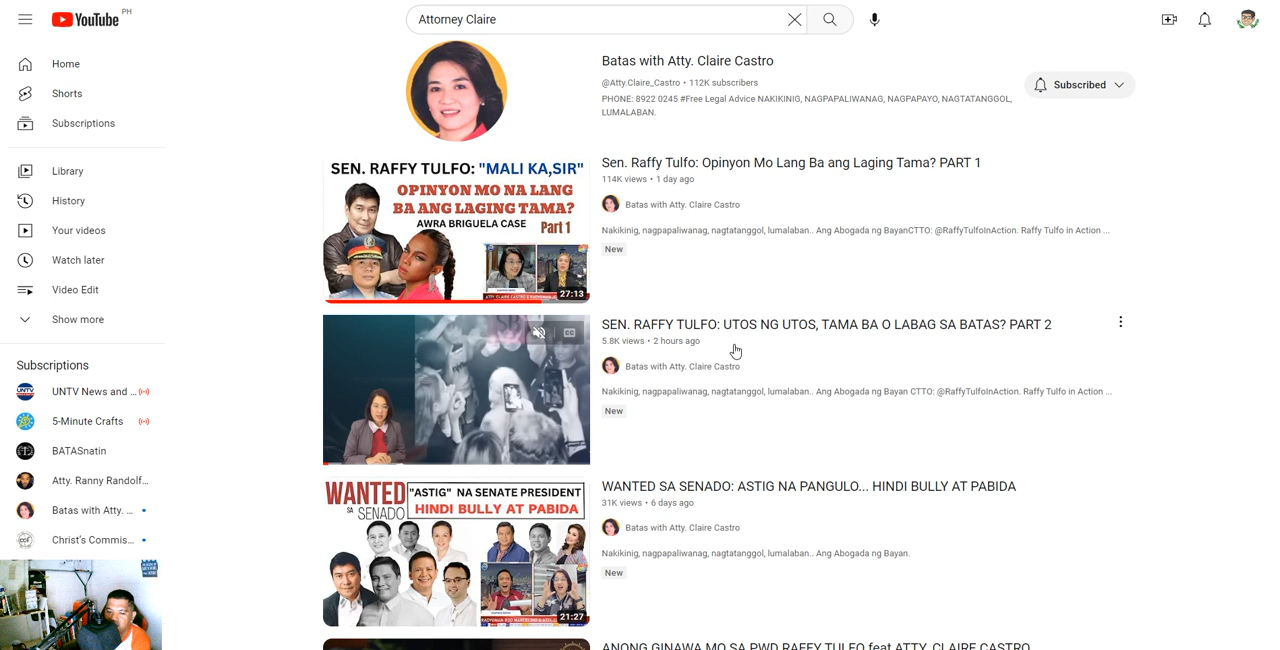 YouTube PH
Attorney Claire
Home
Shorts
Subscriptions
Library
History
Your videos
Watch later
Video Edit
Show more
Subscriptions
UNTV News and ...
5-Minute Crafts
BATASnatin
Atty. Ranny Randolf...
Batas with Atty. ...
Christ's Commis...
Batas with Atty. Claire Castro
@Atty.Claire_Castro • 112K subscribers
PHONE: 8922 0245 #Free Legal Advice NAKIKINIG, NAGPAPALIWANAG, NAGPAPAYO, NAGTATANGGOL,
LUMALABAN.
Subscribed
SEN. RAFFY TULFO: "MALI KA,SIR"
OPINYON MO NA LANG
BA ANG LAGING TAMA?
AWRA BRIGUELA CASE Part 1
27:13
Sen. Raffy Tulfo: Opinyon Mo Lang Ba ang Laging Tama? PART 1
114K views • 1 day ago
Batas with Atty. Claire Castro
Nakikinig, nagpapaliwanag, nagtatanggol, lumalaban.. Ang Abogada ng BayanCTTO: @RaffyTulfoInAction. Raffy Tulfo in Action ...
New
CC
SEN. RAFFY TULFO: UTOS NG UTOS, TAMA BA O LABAG SA BATAS? PART 2
5.8K views • 2 hours ago
Batas with Atty. Claire Castro
Nakikinig, nagpapaliwanag, nagtatanggol, lumalaban.. Ang Abogada ng Bayan CTTO: @RaffyTulfoInAction. Raffy Tulfo in Action ...
New
WANTED SA SENADO
"ASTIG" NA SENATE PRESIDENT
HINDI BULLY AT PABIDA
21:27
WANTED SA SENADO: ASTIG NA PANGULO... HINDI BULLY AT PABIDA
31K views • 6 days ago
Batas with Atty. Claire Castro
Nakikinig, nagpapaliwanag, nagtatanggol, lumalaban.. Ang Abogada ng Bayan.
New
ANONG GINAWA MO SA PWD RAFFY TULFO feat ATTY. CLAIRE CASTRO